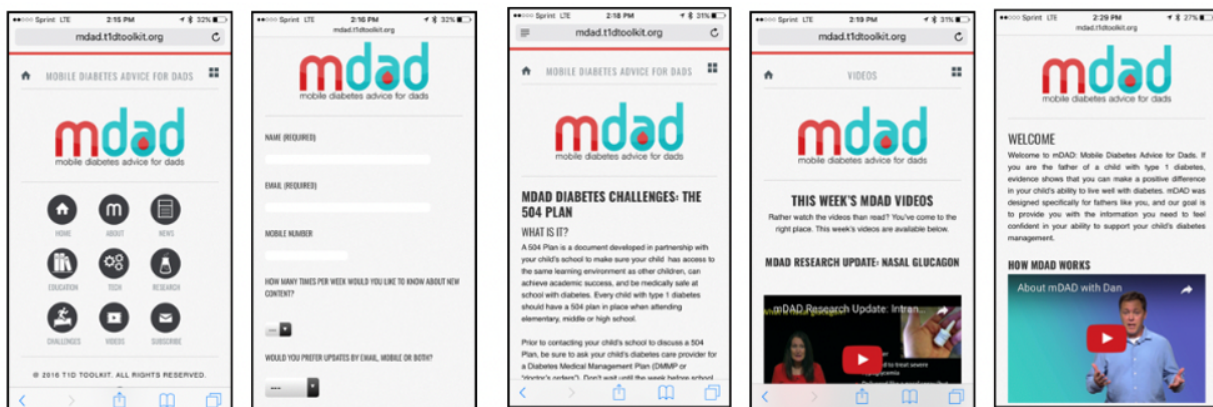 Sprint LTE 2:15 PM 32%
mdad.t1dtoolkit.org
MOBILE DIABETES ADVICE FOR DADS
mdad
mobile diabetes advice for dads
HOME ABOUT NEWS
EDUCATION TECH RESEARCH
CHALLENGES VIDEOS SUBSCRIBE
© 2016 T1D TOOLKIT. ALL RIGHTS RESERVED.
Sprint LTE 2:16 PM 32%
mdad.t1dtoolkit.org
mdad
mobile diabetes advice for dads
NAME (REQUIRED)
EMAIL (REQUIRED)
MOBILE NUMBER
HOW MANY TIMES PER WEEK WOULD YOU LIKE TO KNOW ABOUT NEW
CONTENT?
---
WOULD YOU PREFER UPDATES BY EMAIL, MOBILE OR BOTH?
---
Sprint LTE 2:18 PM 31%
mdad.t1dtoolkit.org
MOBILE DIABETES ADVICE FOR DADS
mdad
mobile diabetes advice for dads
MDAD DIABETES CHALLENGES: THE
504 PLAN
WHAT IS IT?
A 504 Plan is a document developed in partnership with
your child's school to make sure your child has access to
the same learning environment as other children, can
achieve academic success, and be medically safe at
school with diabetes. Every child with type 1 diabetes
should have a 504 plan in place when attending
elementary, middle or high school.
Prior to contacting your child's school to discuss a 504
Plan, be sure to ask your child's diabetes care provider for
a Diabetes Medical Management Plan (DMMP or
"doctor's orders"). Don't wait until the week before school
Sprint LTE 2:19 PM 31%
mdad.t1dtoolkit.org
VIDEOS
mdad
mobile diabetes advice for dads
THIS WEEK'S MDAD VIDEOS
Rather watch the videos than read? You've come to the
right place. This week's videos are available below.
MDAD RESEARCH UPDATE: NASAL GLUCAGON
mDAD Research Update: Intran...
to treat severe
Sprint LTE 2:29 PM 27%
mdad.t1dtoolkit.org
mdad
mobile diabetes advice for dads
WELCOME
Welcome to mDAD: Mobile Diabetes Advice for Dads. If
you are the father of a child with type 1 diabetes,
evidence shows that you can make a positive difference
in your child's ability to live well with diabetes. mDAD was
designed specifically for fathers like you, and our goal is
to provide you with the information you need to feel
confident in your ability to support your child's diabetes
management.
HOW MDAD WORKS
About mDAD with Dan